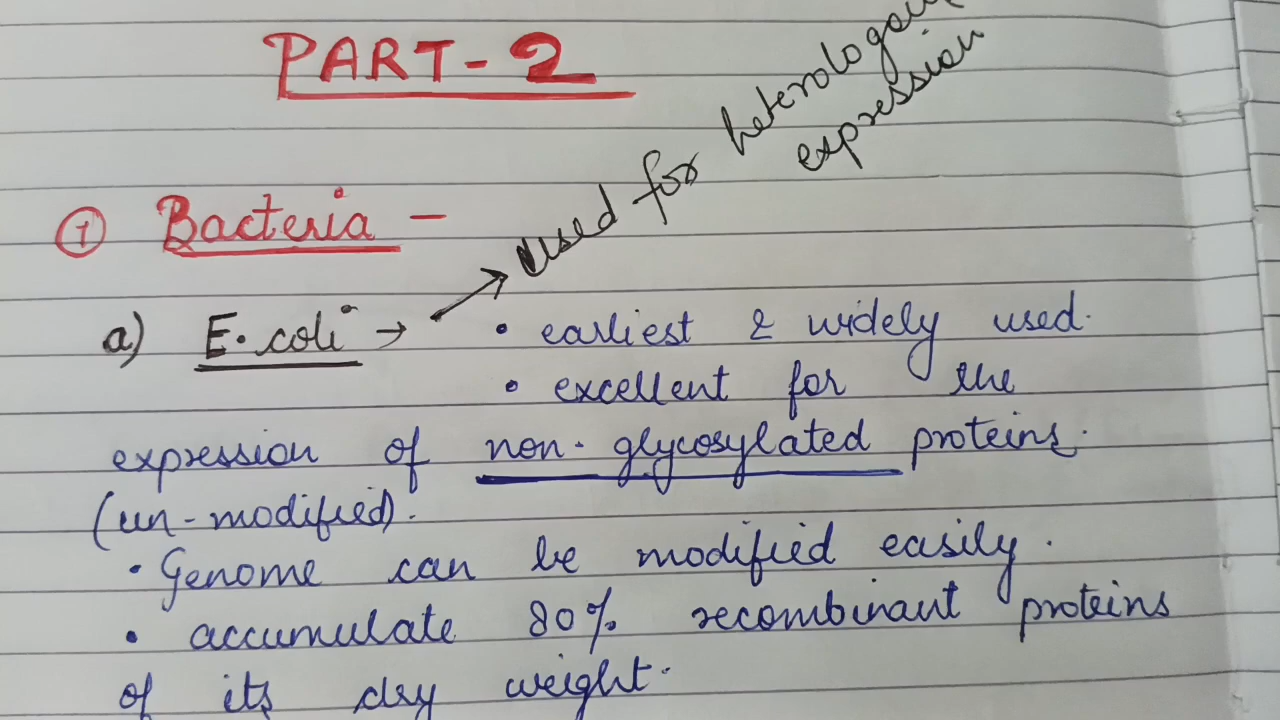 PART-2
used for heterologous
expression
① Bacteria -
a) E. coli → • earliest & widely used.
• excellent for the
expression of non-glycosylated proteins.
(un-modified).
• Genome can be modified easily.
• accumulate 80% recombinant proteins
of its dry weight.